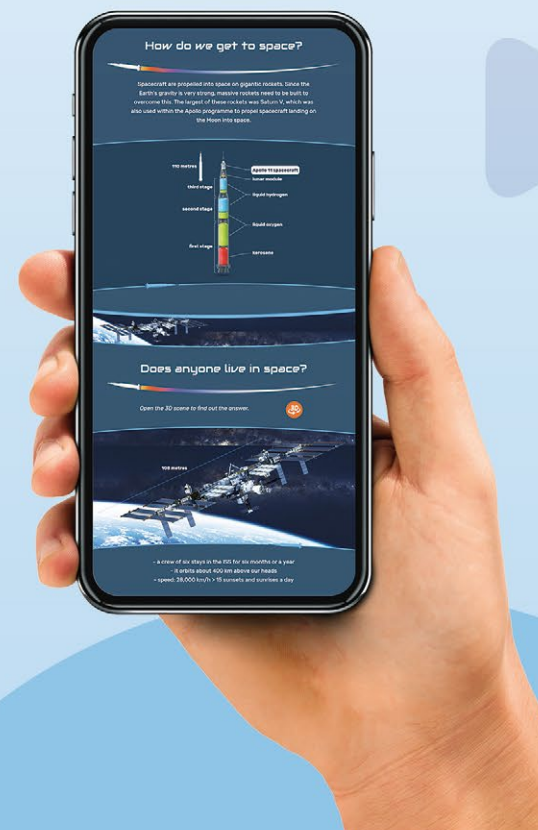 How do we get to space?
Spacecraft are propelled into space on gigantic rockets. Since the
Earth's gravity is very strong, massive rockets need to be built to
overcome this. The largest of these rockets was Saturn V, which was
also used within the Apollo programme to propel spacecraft landing on
the Moon into space.
110 metres
Apollo 11 spacecraft
lunar module
third stage
liquid hydrogen
second stage
liquid oxygen
first stage
kerosene
Does anyone live in space?
Open the 3D scene to find out the answer.
3D
108 metres
- a crew of six stays in the ISS for six months or a year
- it orbits about 400 km above our heads
- speed: 28,000 km/h > 15 sunsets and sunrises a day